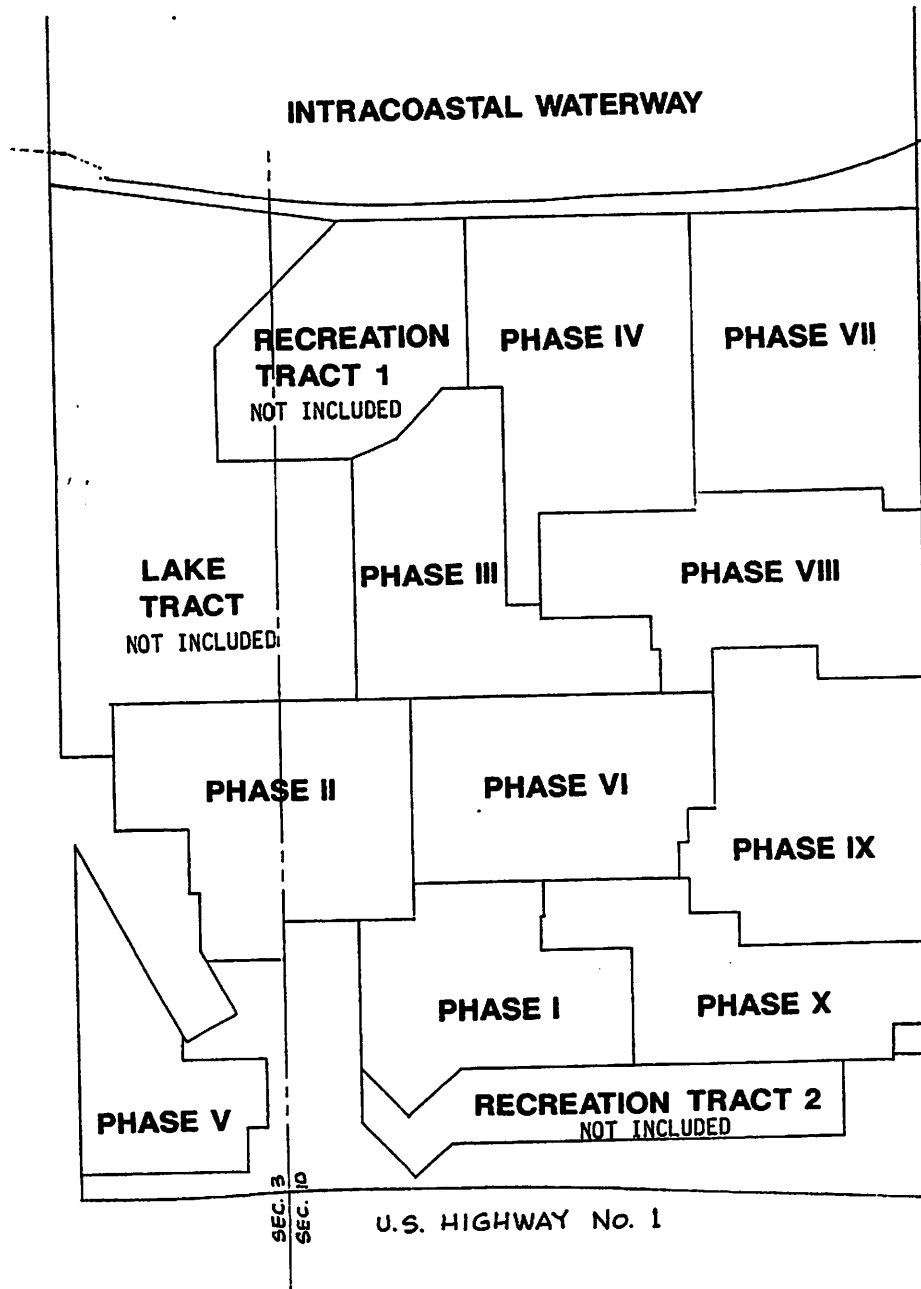 INTRACOASTAL WATERWAY
RECREATION
TRACT 1
NOT INCLUDED
PHASE IV
PHASE VII
LAKE
TRACT
NOT INCLUDED
PHASE III
PHASE VIII
PHASE II
PHASE VI
PHASE IX
PHASE I
PHASE X
PHASE V
RECREATION TRACT 2
NOT INCLUDED
SEC. 3
SEC. 10
U.S. HIGHWAY No. 1